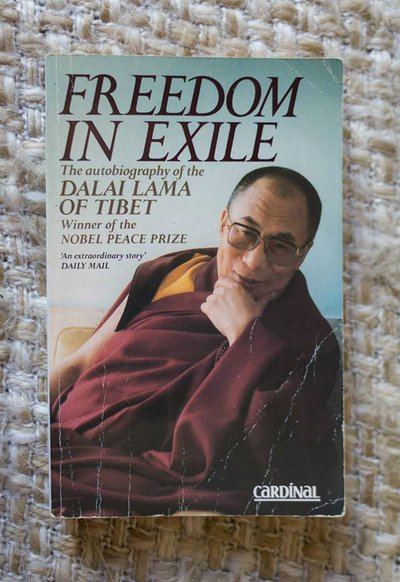 FREEDOM
IN EXILE
The autobiography of the
DALAI LAMA
OF TIBET
Winner of the
NOBEL PEACE PRIZE
'An extraordinary story'
DAILY MAIL
CARDINAL